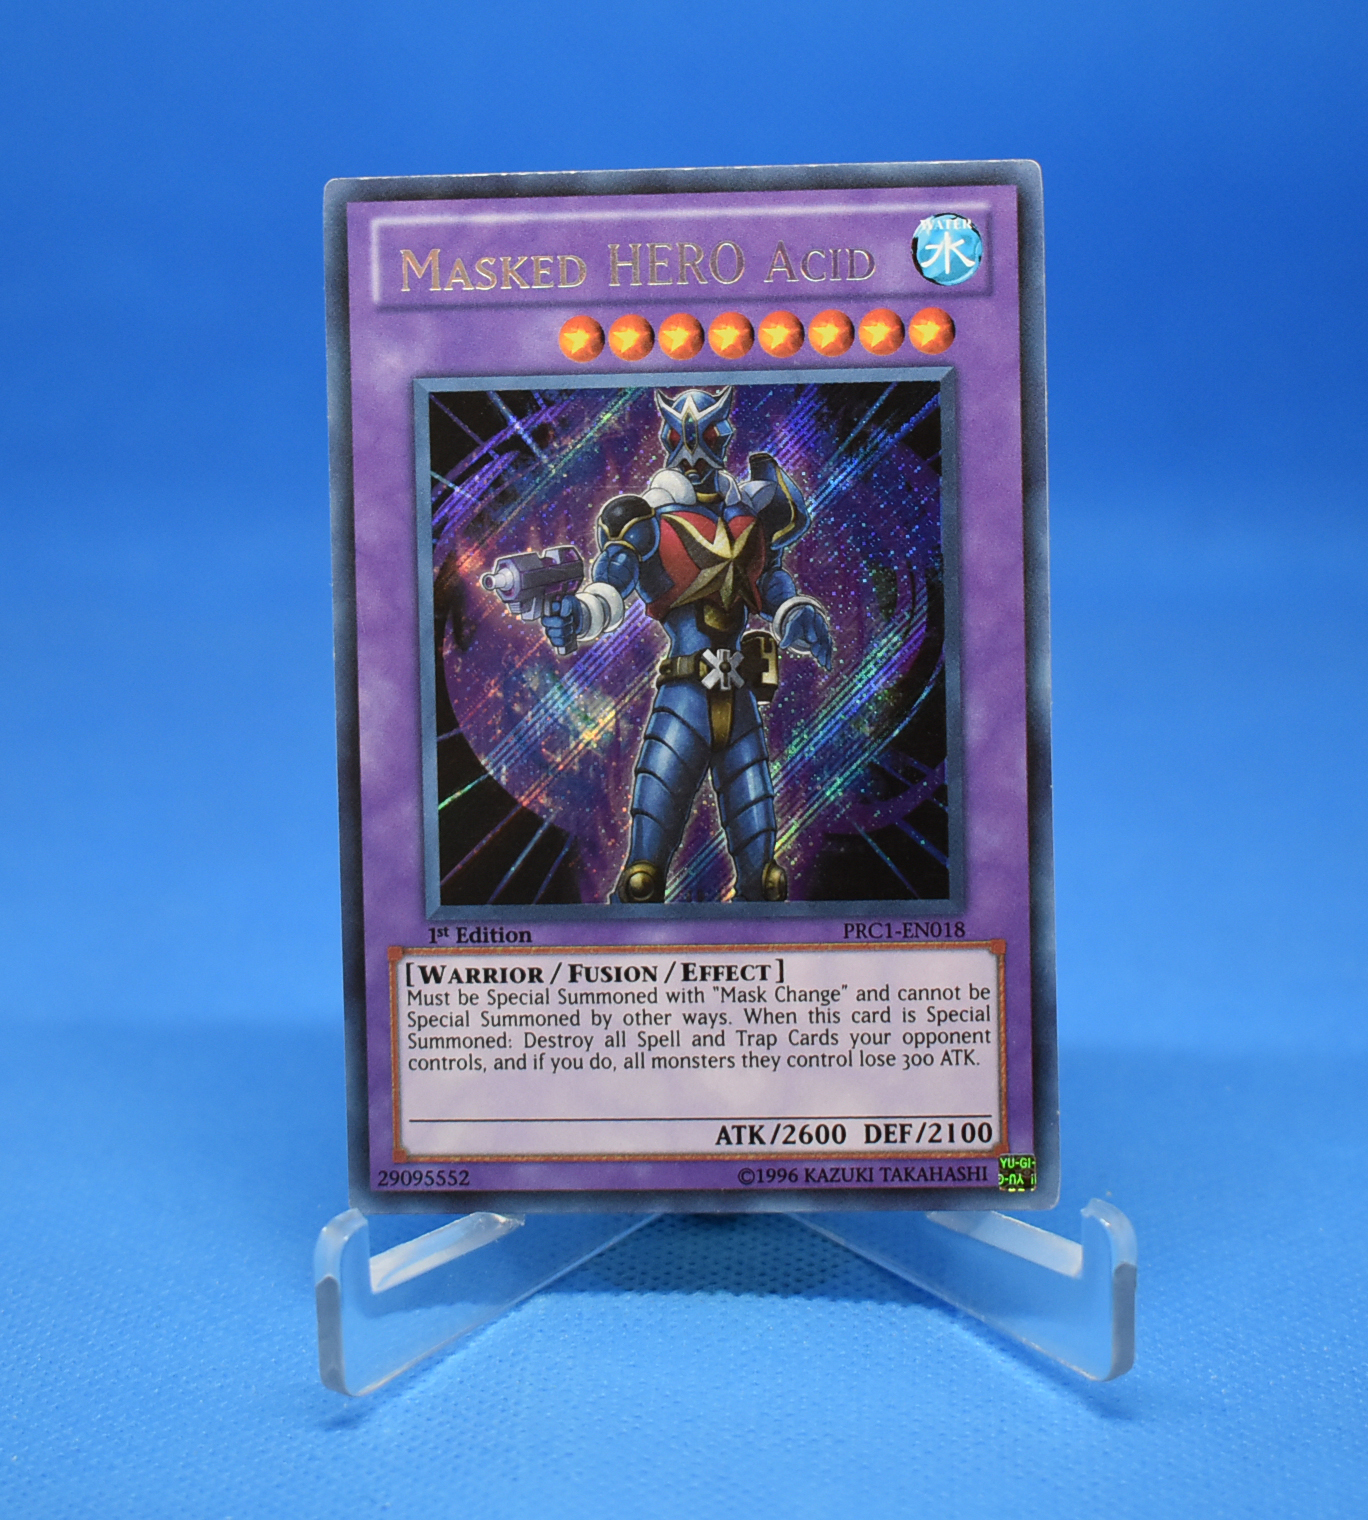 MASKED HERO ACID
WATER
水
1st Edition
PRC1-EN018
[WARRIOR/FUSION/EFFECT]
Must be Special Summoned with "Mask Change" and cannot be
Special Summoned by other ways. When this card is Special
Summoned: Destroy all Spell and Trap Cards your opponent
controls, and if you do, all monsters they control lose 300 ATK.
ATK/2600 DEF/2100
29095552
©1996 KAZUKI TAKAHASHI
YU-GI-